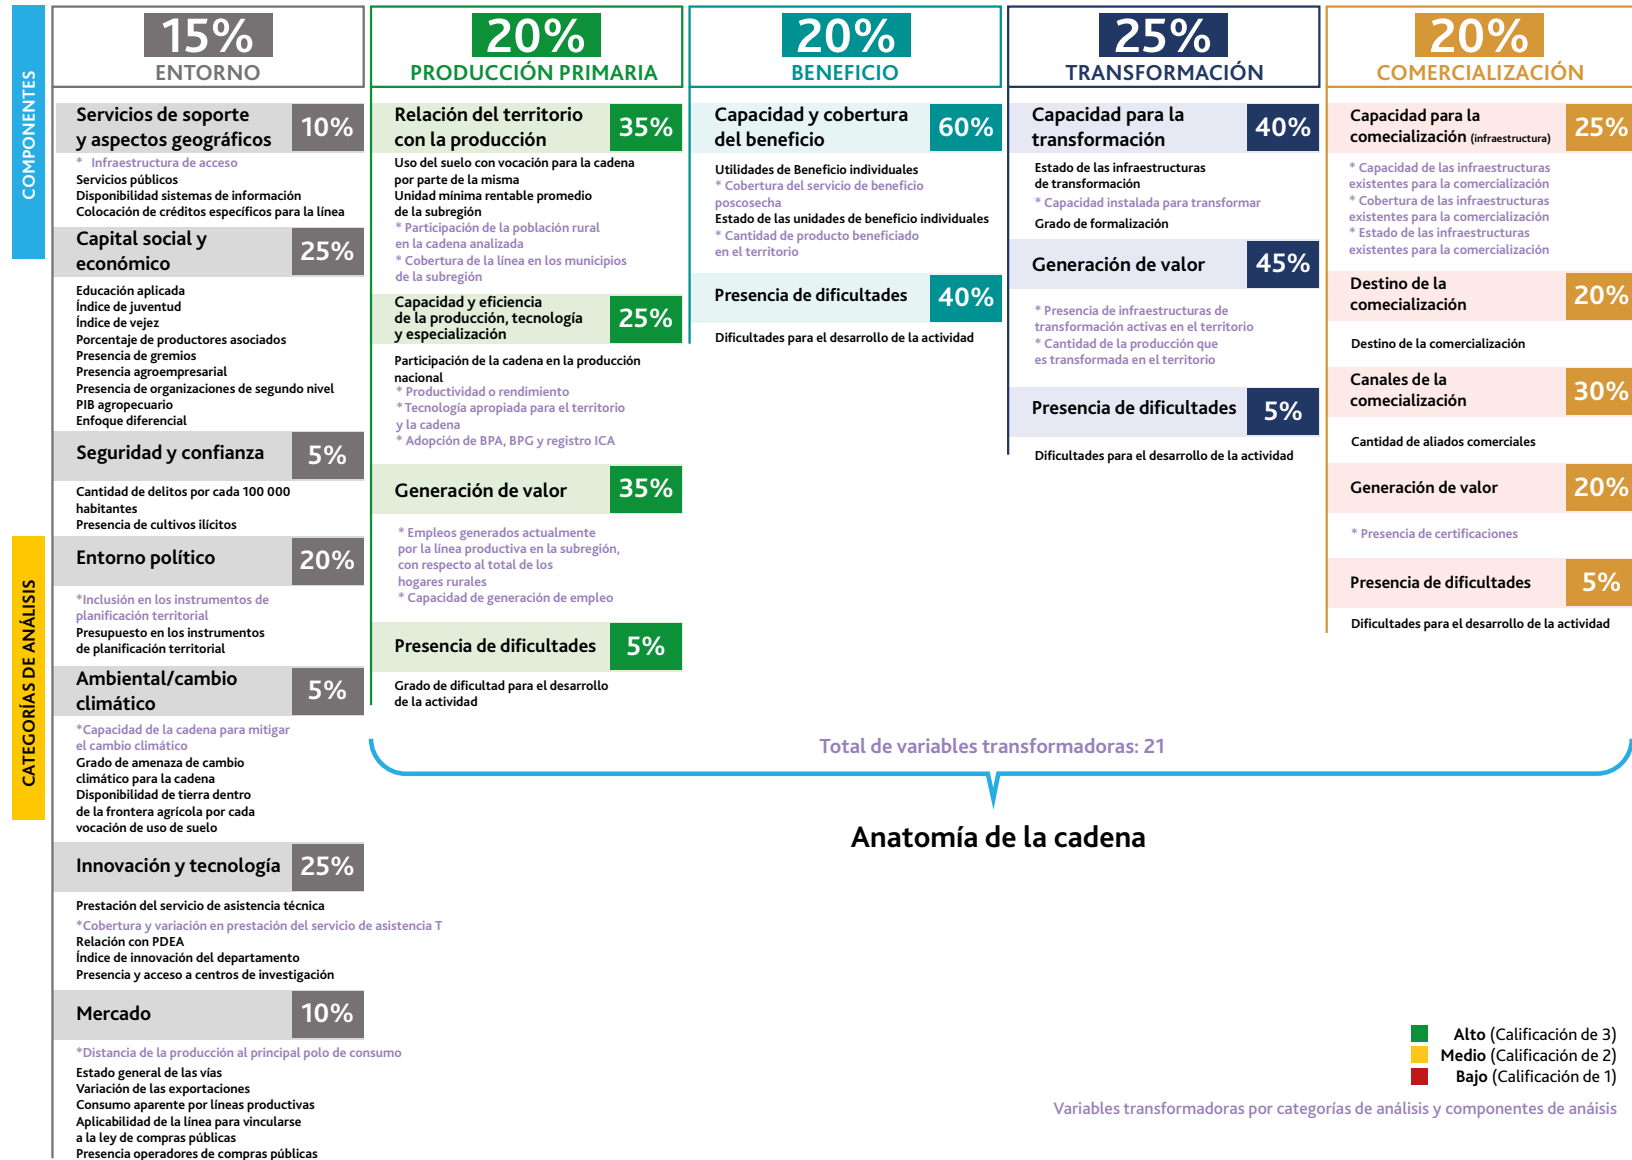 COMPONENTES
CATEGORÍAS DE ANÁLISIS
15%
ENTORNO
Servicios de soporte
y aspectos geográficos
10%
* Infraestructura de acceso
Servicios públicos
Disponibilidad sistemas de información
Colocación de créditos específicos para la línea
Capital social y
económico
25%
Educación aplicada
Índice de juventud
Índice de vejez
Porcentaje de productores asociados
Presencia de gremios
Presencia agroempresarial
Presencia de organizaciones de segundo nivel
PIB agropecuario
Enfoque diferencial
Seguridad y confianza
5%
Cantidad de delitos por cada 100 000
habitantes
Presencia de cultivos ilícitos
Entorno político
20%
*Inclusión en los instrumentos de
planificación territorial
Presupuesto en los instrumentos
de planificación territorial
Ambiental/cambio
climático
5%
*Capacidad de la cadena para mitigar
el cambio climático
Grado de amenaza de cambio
climático para la cadena
Disponibilidad de tierra dentro
de la frontera agrícola por cada
vocación de uso de suelo
Innovación y tecnología
25%
Prestación del servicio de asistencia técnica
*Cobertura y variación en prestación del servicio de asistencia T
Relación con PDEA
Índice de innovación del departamento
Presencia y acceso a centros de investigación
Mercado
10%
*Distancia de la producción al principal polo de consumo
Estado general de las vías
Variación de las exportaciones
Consumo aparente por líneas productivas
Aplicabilidad de la línea para vincularse
a la ley de compras públicas
Presencia operadores de compras públicas
20%
PRODUCCIÓN PRIMARIA
Relación del territorio
con la producción
35%
Uso del suelo con vocación para la cadena
por parte de la misma
Unidad mínima rentable promedio
de la subregión
* Participación de la población rural
en la cadena analizada
* Cobertura de la línea en los municipios
de la subregión
Capacidad y eficiencia
de la producción, tecnología
y especialización
25%
Participación de la cadena en la producción
nacional
* Productividad o rendimiento
*Tecnología apropiada para el territorio
y la cadena
* Adopción de BPA, BPG y registro ICA
Generación de valor
35%
* Empleos generados actualmente
por la línea productiva en la subregión,
con respecto al total de los
hogares rurales
* Capacidad de generación de empleo
Presencia de dificultades
5%
Grado de dificultad para el desarrollo
de la actividad
20%
BENEFICIO
Capacidad y cobertura
del beneficio
60%
Utilidades de Beneficio individuales
* Cobertura del servicio de beneficio
poscosecha
Estado de las unidades de beneficio individuales
* Cantidad de producto beneficiado
en el territorio
Presencia de dificultades
40%
Dificultades para el desarrollo de la actividad
25%
TRANSFORMACIÓN
Capacidad para la
transformación
40%
Estado de las infraestructuras
de transformación
* Capacidad instalada para transformar
Grado de formalización
Generación de valor
45%
* Presencia de infraestructuras de
transformación activas en el territorio
* Cantidad de la producción que
es transformada en el territorio
Presencia de dificultades
5%
Dificultades para el desarrollo de la actividad
20%
COMERCIALIZACIÓN
Capacidad para la
comecialización (infraestructura)
25%
* Capacidad de las infraestructuras
existentes para la comercialización
* Cobertura de las infraestructuras
existentes para la comercialización
* Estado de las infraestructuras
existentes para la comercialización
Destino de la
comecialización
20%
Destino de la comercialización
Canales de la
comecialización
30%
Cantidad de aliados comerciales
Generación de valor
20%
* Presencia de certificaciones
Presencia de dificultades
5%
Dificultades para el desarrollo de la actividad
Total de variables transformadoras: 21
Anatomía de la cadena
Alto (Calificación de 3)
Medio (Calificación de 2)
Bajo (Calificación de 1)
Variables transformadoras por categorías de análisis y componentes de anáisis